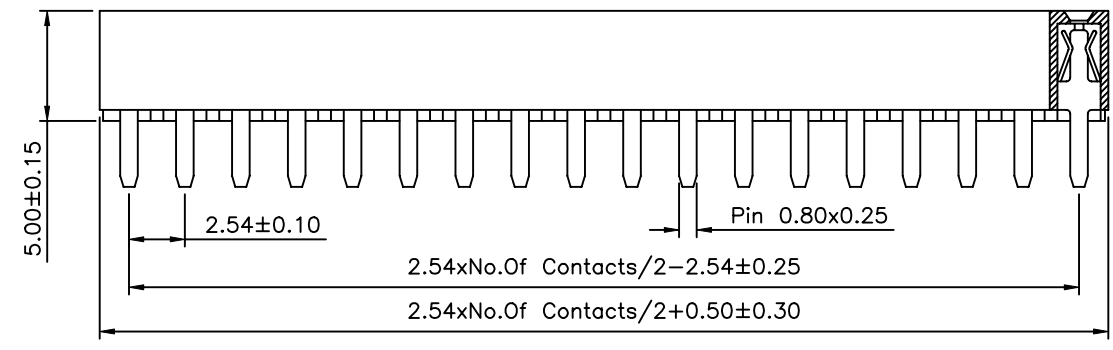 5.00±0.15
2.54±0.10
Pin 0.80x0.25
2.54xNo.Of Contacts/2-2.54±0.25
2.54xNo.Of Contacts/2+0.50±0.30